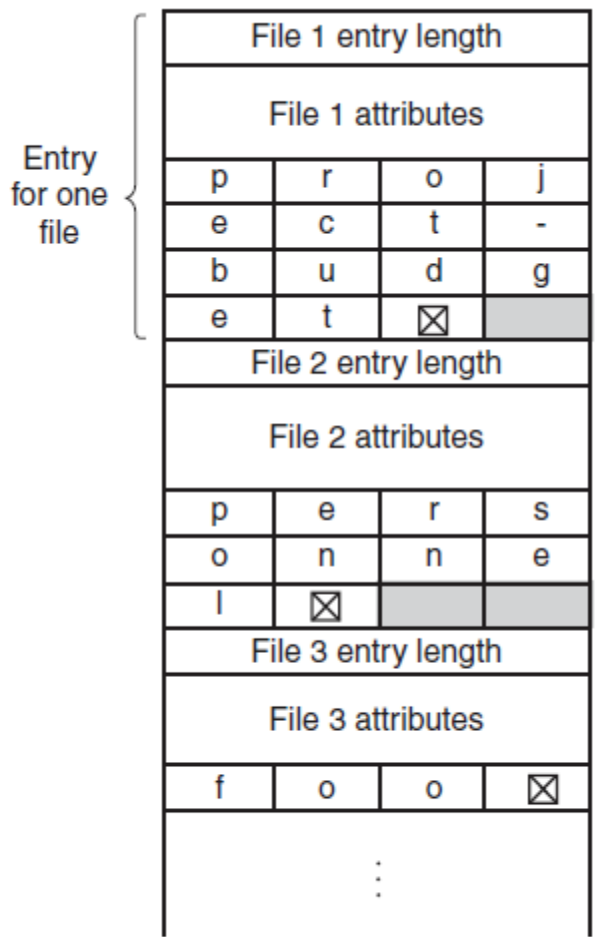 File 1 entry length
File 1 attributes
Entry
for one
file
p r o j
e c t -
b u d g
e t ☒
File 2 entry length
File 2 attributes
p e r s
o n n e
l ☒
File 3 entry length
File 3 attributes
f o o ☒
⋮